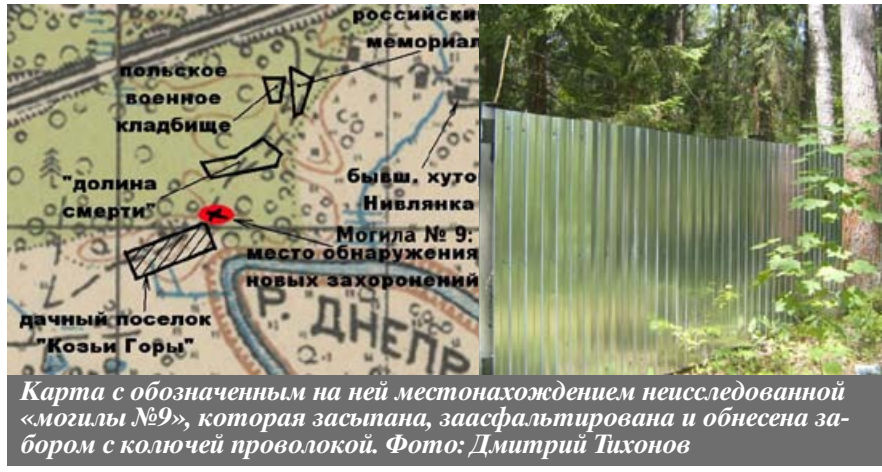 российски
мемориал
польское
военное
кладбище
"долина
смерти"
бывш. хуто
Нивлянка
Могила № 9:
место обнаружения
новых захоронений
Р. ДНЕПР
дачный поселок
"Козьи Горы"
Карта с обозначенным на ней местонахождением неисследованной
«могилы №9», которая засыпана, заасфальтирована и обнесена за-
бором с колючей проволокой. Фото: Дмитрий Тихонов